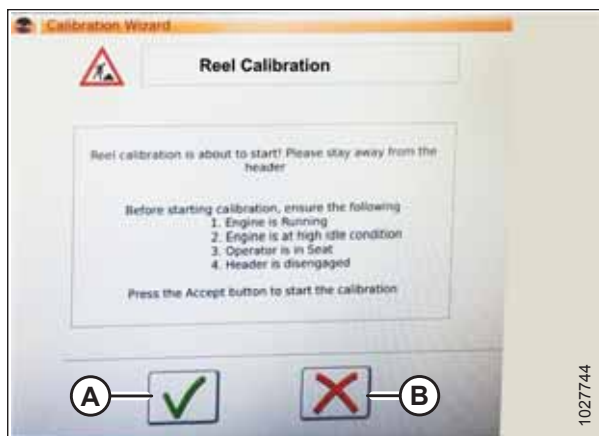 Calibration Wizard
Reel Calibration
Reel calibration is about to start! Please stay away from the
header
Before starting calibration, ensure the following
1. Engine is Running
2. Engine is at high idle condition
3. Operator is in Seat
4. Header is disengaged
Press the Accept button to start the calibration
A
B
1027744